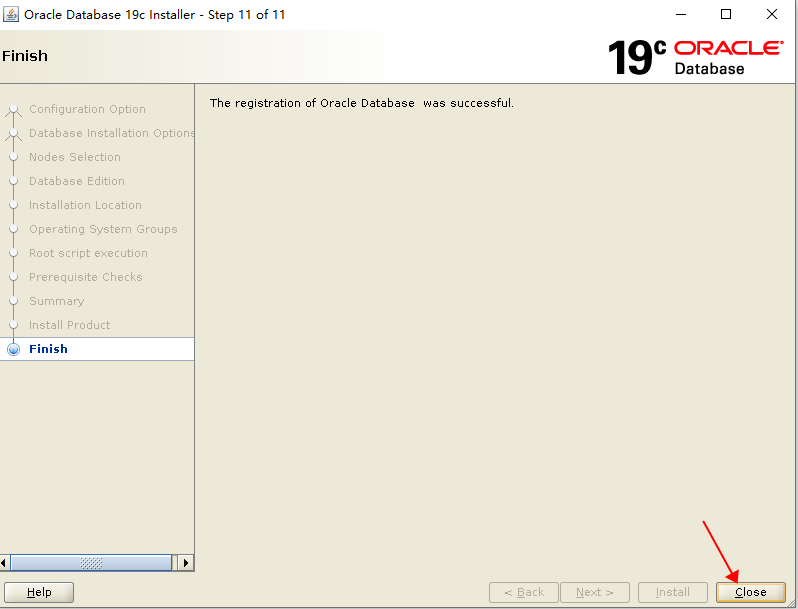 Oracle Database 19c Installer - Step 11 of 11
Finish
19c ORACLE
Database
Configuration Option
Database Installation Options
Nodes Selection
Database Edition
Installation Location
Operating System Groups
Root script execution
Prerequisite Checks
Summary
Install Product
Finish
The registration of Oracle Database  was successful.
Help
< Back
Next >
Install
Close